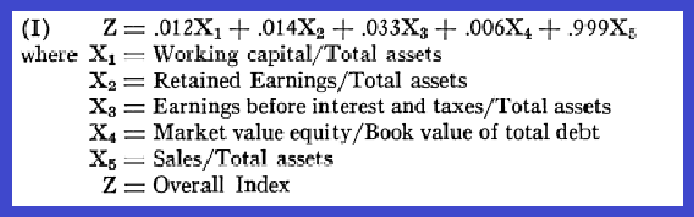 (I) Z = .012X₁ + .014X₂ + .033X₃ + .006X₄ + .999X₅
where X₁ = Working capital/Total assets
X₂ = Retained Earnings/Total assets
X₃ = Earnings before interest and taxes/Total assets
X₄ = Market value equity/Book value of total debt
X₅ = Sales/Total assets
Z = Overall Index